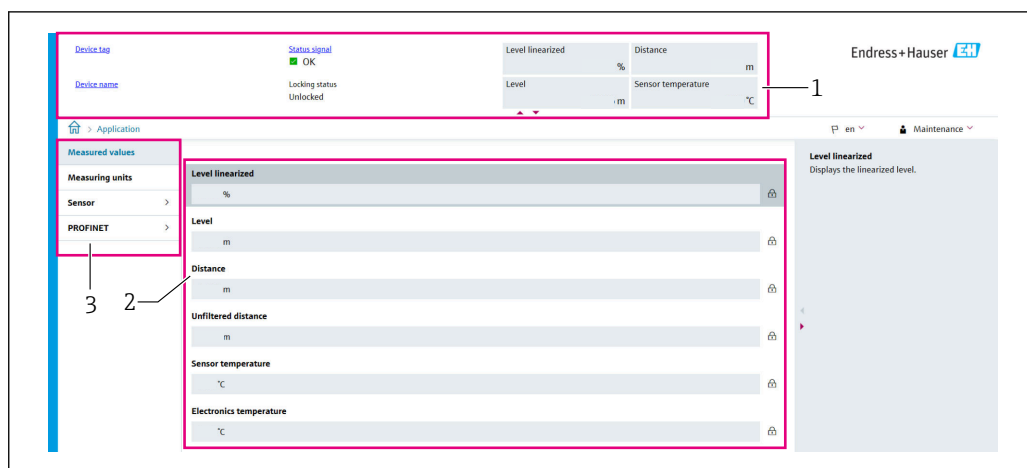 Device tag
Status signal
OK
Level linearized
%
Distance
m
Endress+Hauser EH
Device name
Locking status
Unlocked
Level
m
Sensor temperature
°C
1
> Application
en
Maintenance
Measured values
Measuring units
Sensor >
PROFINET >
3
2
Level linearized
%
Level
m
Distance
m
Unfiltered distance
m
Sensor temperature
°C
Electronics temperature
°C
Level linearized
Displays the linearized level.